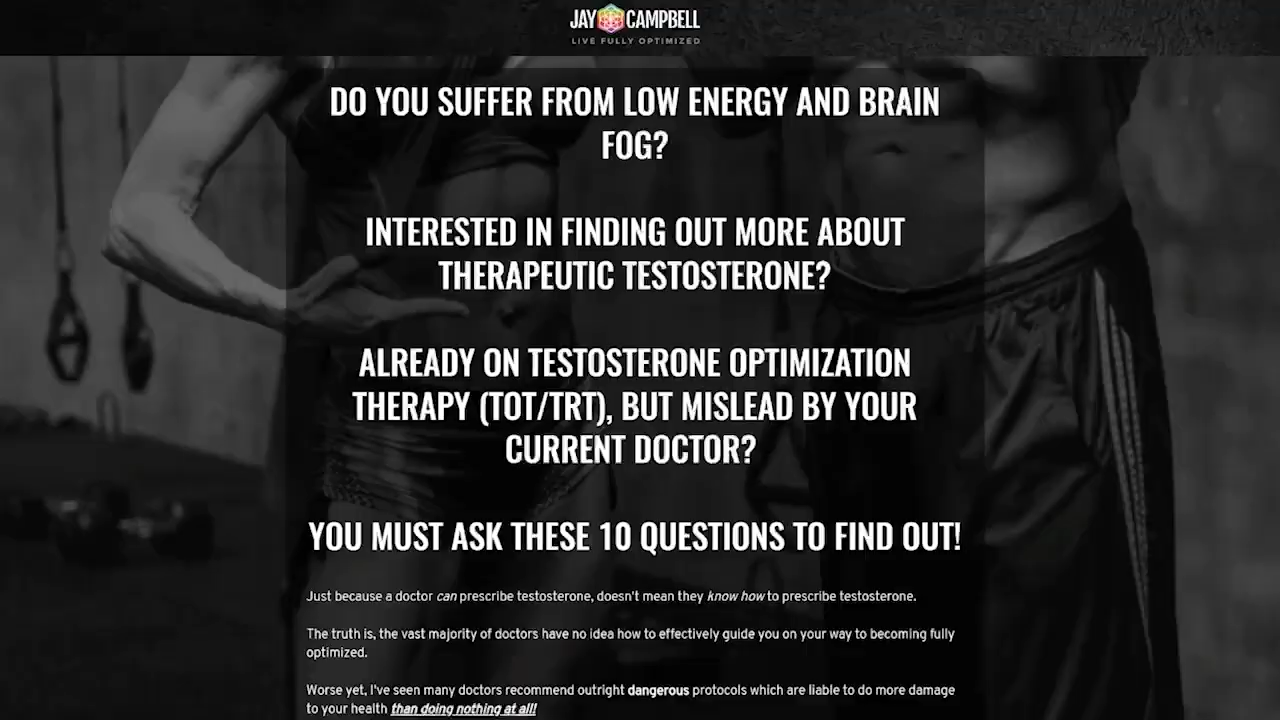 JAY CAMPBELL
LIVE FULLY OPTIMIZED
DO YOU SUFFER FROM LOW ENERGY AND BRAIN
FOG?
INTERESTED IN FINDING OUT MORE ABOUT
THERAPEUTIC TESTOSTERONE?
ALREADY ON TESTOSTERONE OPTIMIZATION
THERAPY (TOT/TRT), BUT MISLEAD BY YOUR
CURRENT DOCTOR?
YOU MUST ASK THESE 10 QUESTIONS TO FIND OUT!
Just because a doctor can prescribe testosterone, doesn't mean they know how to prescribe testosterone.
The truth is, the vast majority of doctors have no idea how to effectively guide you on your way to becoming fully
optimized.
Worse yet, I've seen many doctors recommend outright dangerous protocols which are liable to do more damage
to your health than doing nothing at all!